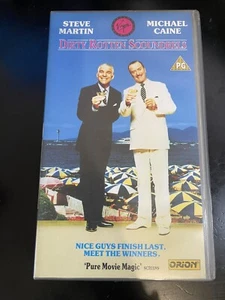 STEVE MARTIN
MICHAEL CAINE
Virgin
DIRTY ROTTEN SCOUNDRELS
PG
NICE GUYS FINISH LAST.
MEET THE WINNERS.
'Pure Movie Magic'
ORION